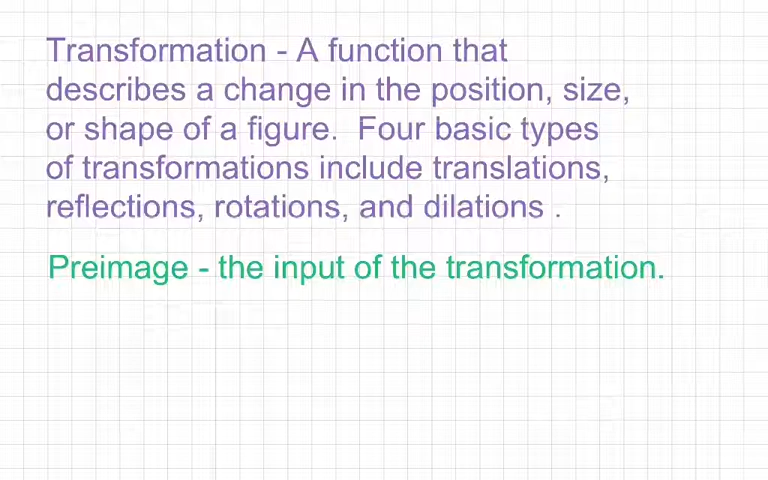 Transformation - A function that
describes a change in the position, size,
or shape of a figure.  Four basic types
of transformations include translations,
reflections, rotations, and dilations .
Preimage - the input of the transformation.